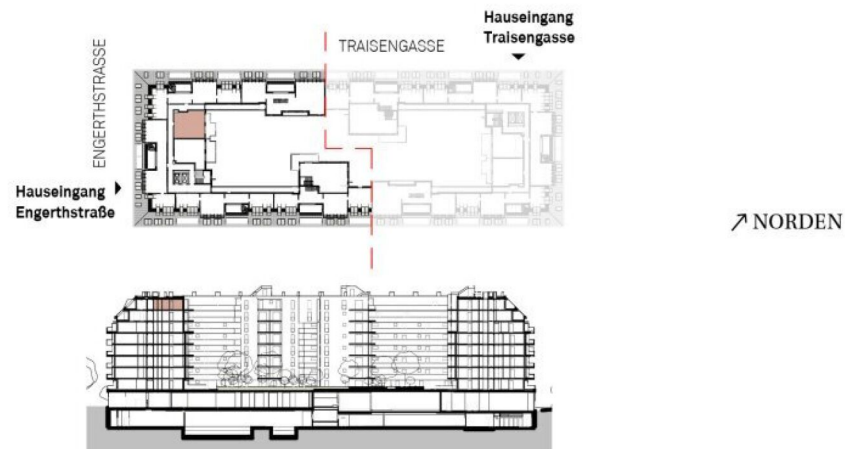 Hauseingang
Traisengasse
TRAISENGASSE
ENGERTHSTRASSE
Hauseingang
Engerthstraße
NORDEN